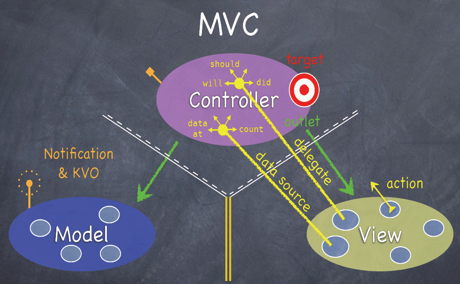 MVC
should
target
will
did
Controller
data
at
count
outlet
delegate
data source
Notification
& KVO
action
Model
View